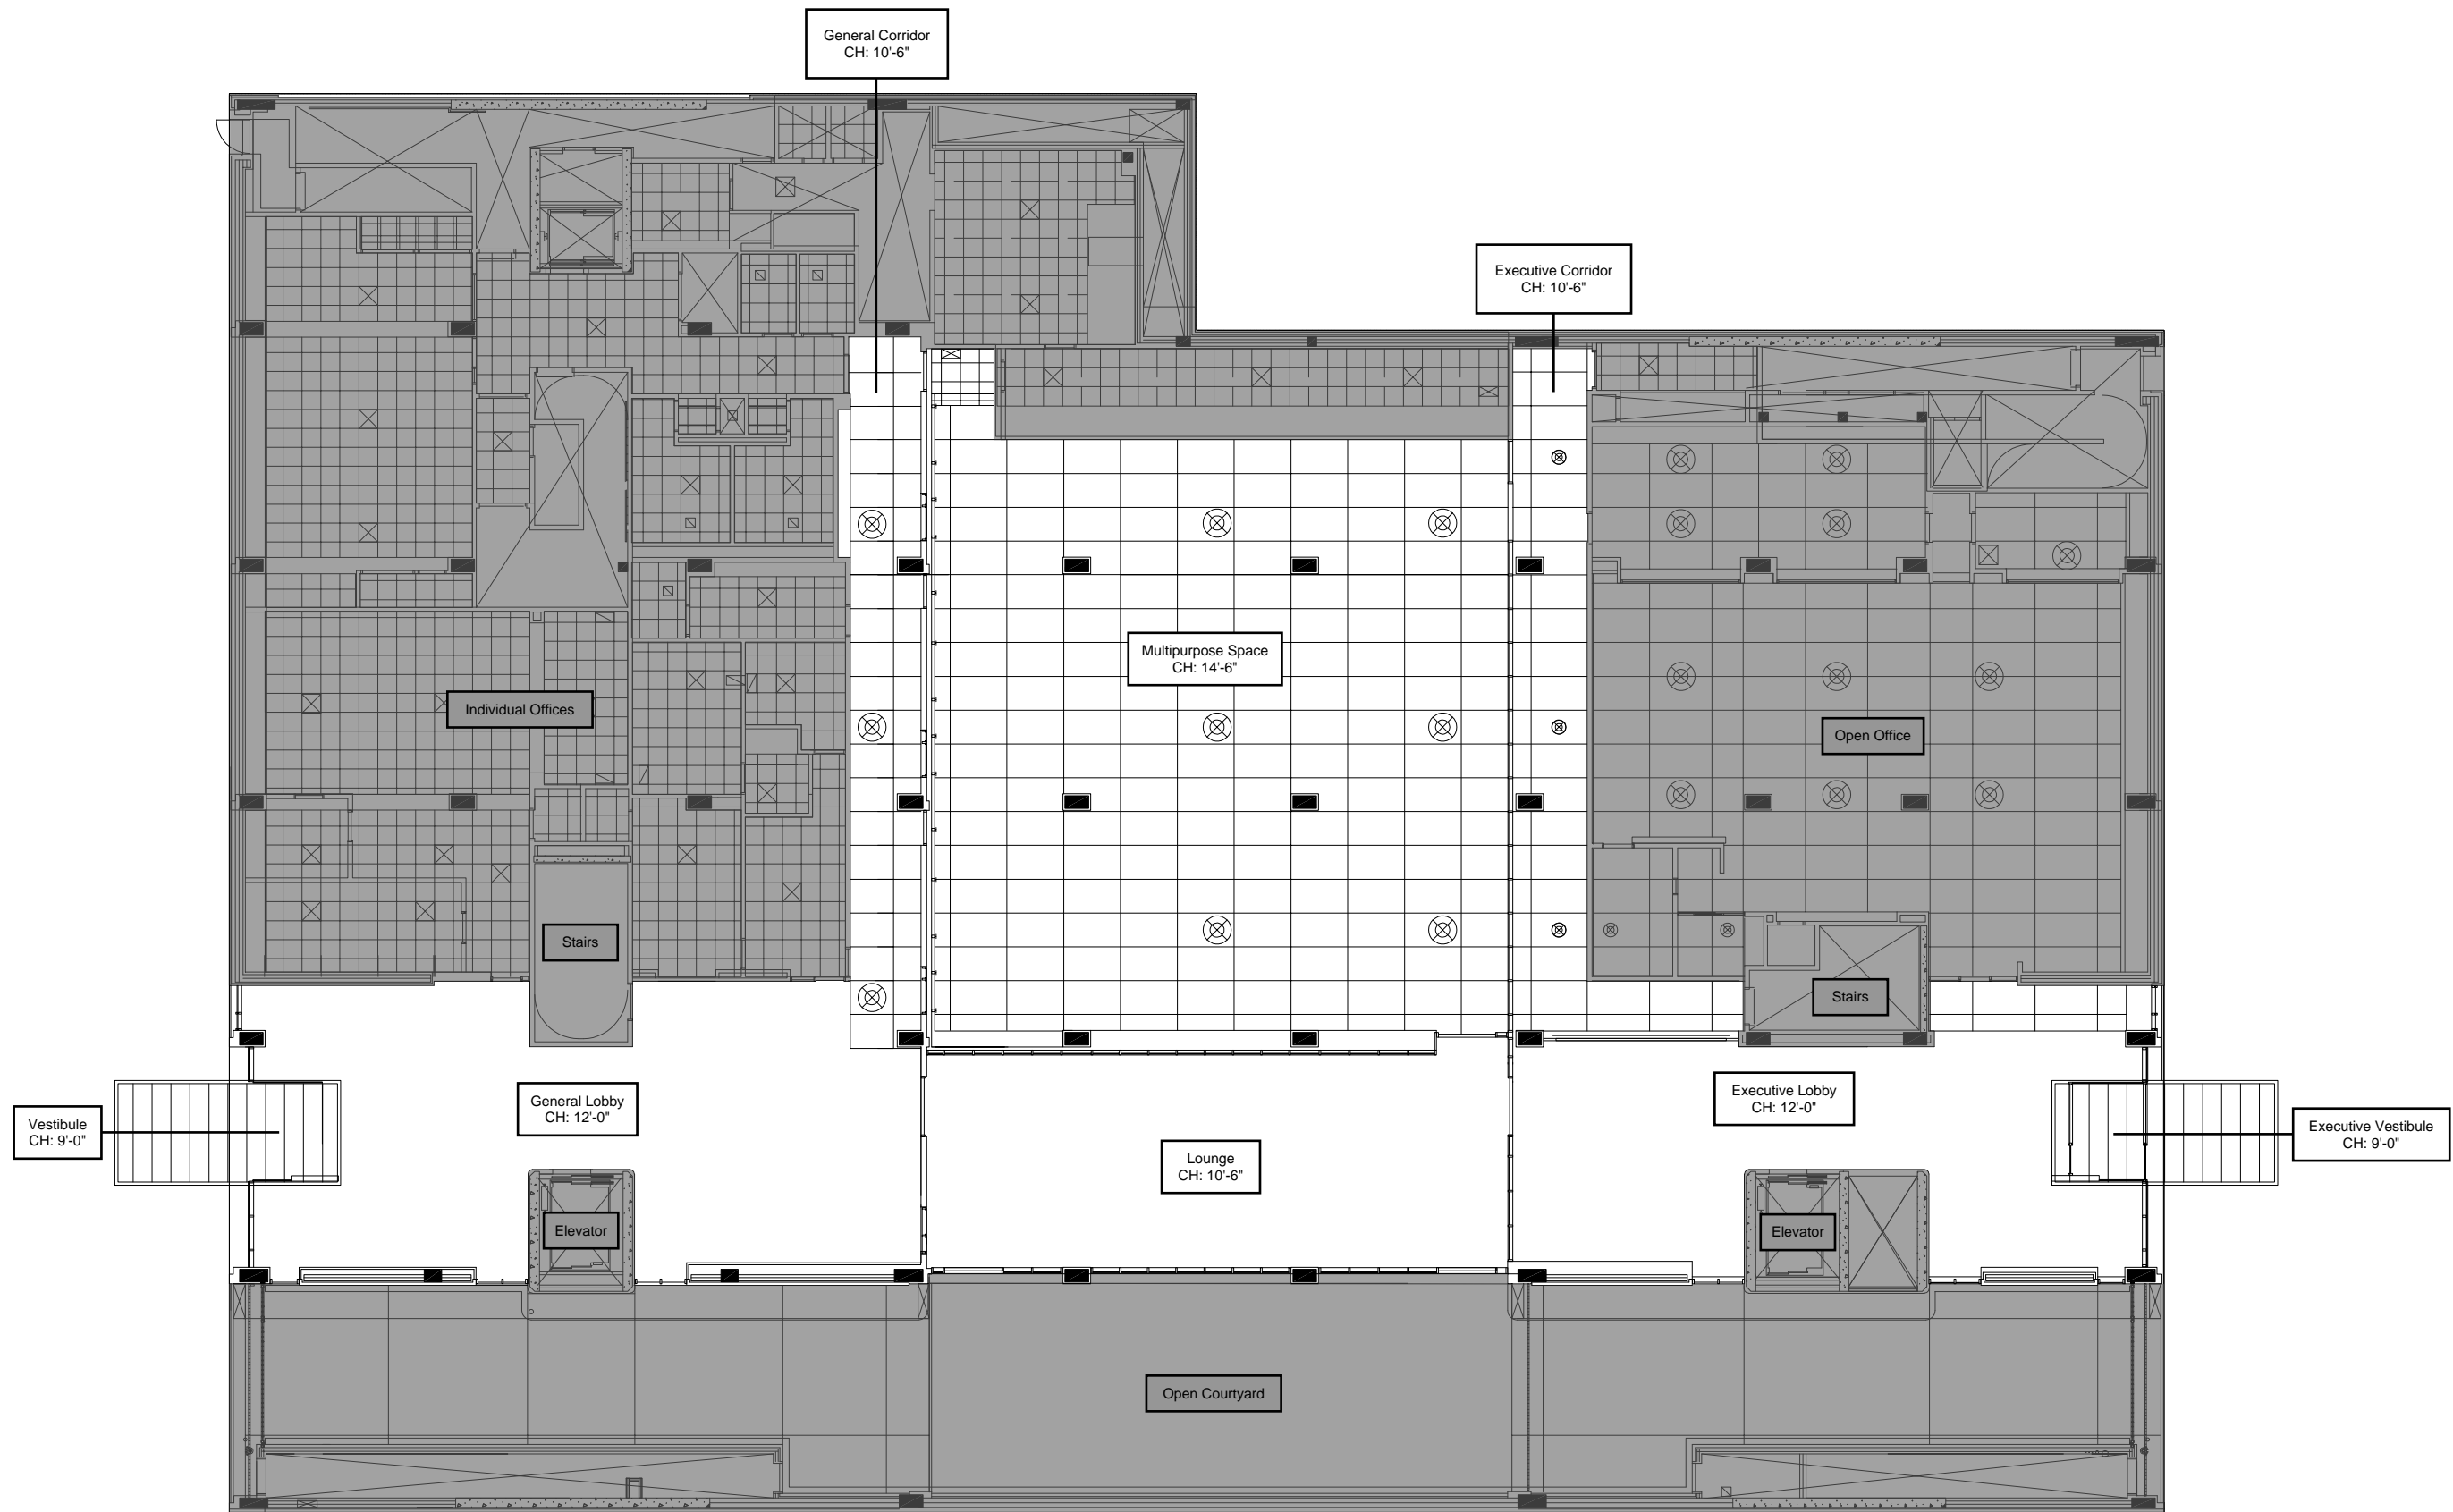 General Corridor
CH: 10'-6"
Executive Corridor
CH: 10'-6"
Multipurpose Space
CH: 14'-6"
Individual Offices
Open Office
Stairs
Stairs
General Lobby
CH: 12'-0"
Executive Lobby
CH: 12'-0"
Vestibule
CH: 9'-0"
Executive Vestibule
CH: 9'-0"
Lounge
CH: 10'-6"
Elevator
Elevator
Open Courtyard